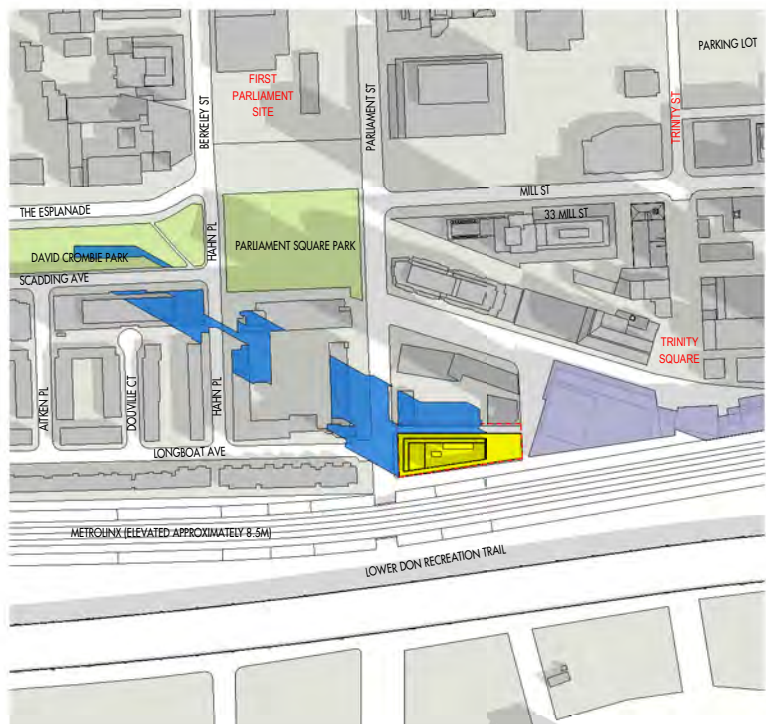 PARKING LOT
FIRST
PARLIAMENT
SITE
BERKELEY ST
PARLIAMENT ST
TRINITY ST
MILL ST
THE ESPLANADE
33 MILL ST
HAHN PL
PARLIAMENT SQUARE PARK
DAVID CROMBIE PARK
SCADDING AVE
TRINITY
SQUARE
AITKEN PL
DOUVILLE CT
HAHN PL
LONGBOAT AVE
METROLINX (ELEVATED APPROXIMATELY 8.5M)
LOWER DON RECREATION TRAIL